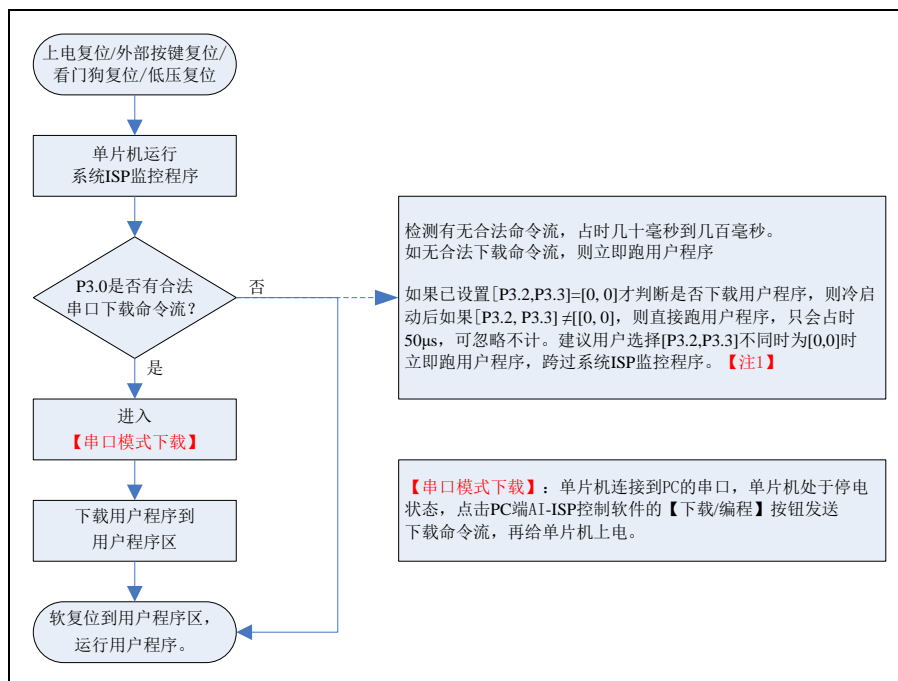 上电复位/外部按键复位/
看门狗复位/低压复位
单片机运行
系统ISP监控程序
P3.0是否有合法
串口下载命令流?
否
是
进入
【串口模式下载】
下载用户程序到
用户程序区
软复位到用户程序区,
运行用户程序。
检测有无合法命令流,占时几十毫秒到几百毫秒。
如无合法下载命令流,则立即跑用户程序
如果已设置[P3.2,P3.3]=[0, 0]才判断是否下载用户程序,则冷启
动后如果[P3.2, P3.3] ≠[[0, 0],则直接跑用户程序,只会占时
50μs,可忽略不计。建议用户选择[P3.2,P3.3]不同时为[0,0]时
立即跑用户程序,跨过系统ISP监控程序。【注1】
【串口模式下载】:单片机连接到PC的串口,单片机处于停电
状态,点击PC端AI-ISP控制软件的【下载/编程】按钮发送
下载命令流,再给单片机上电。